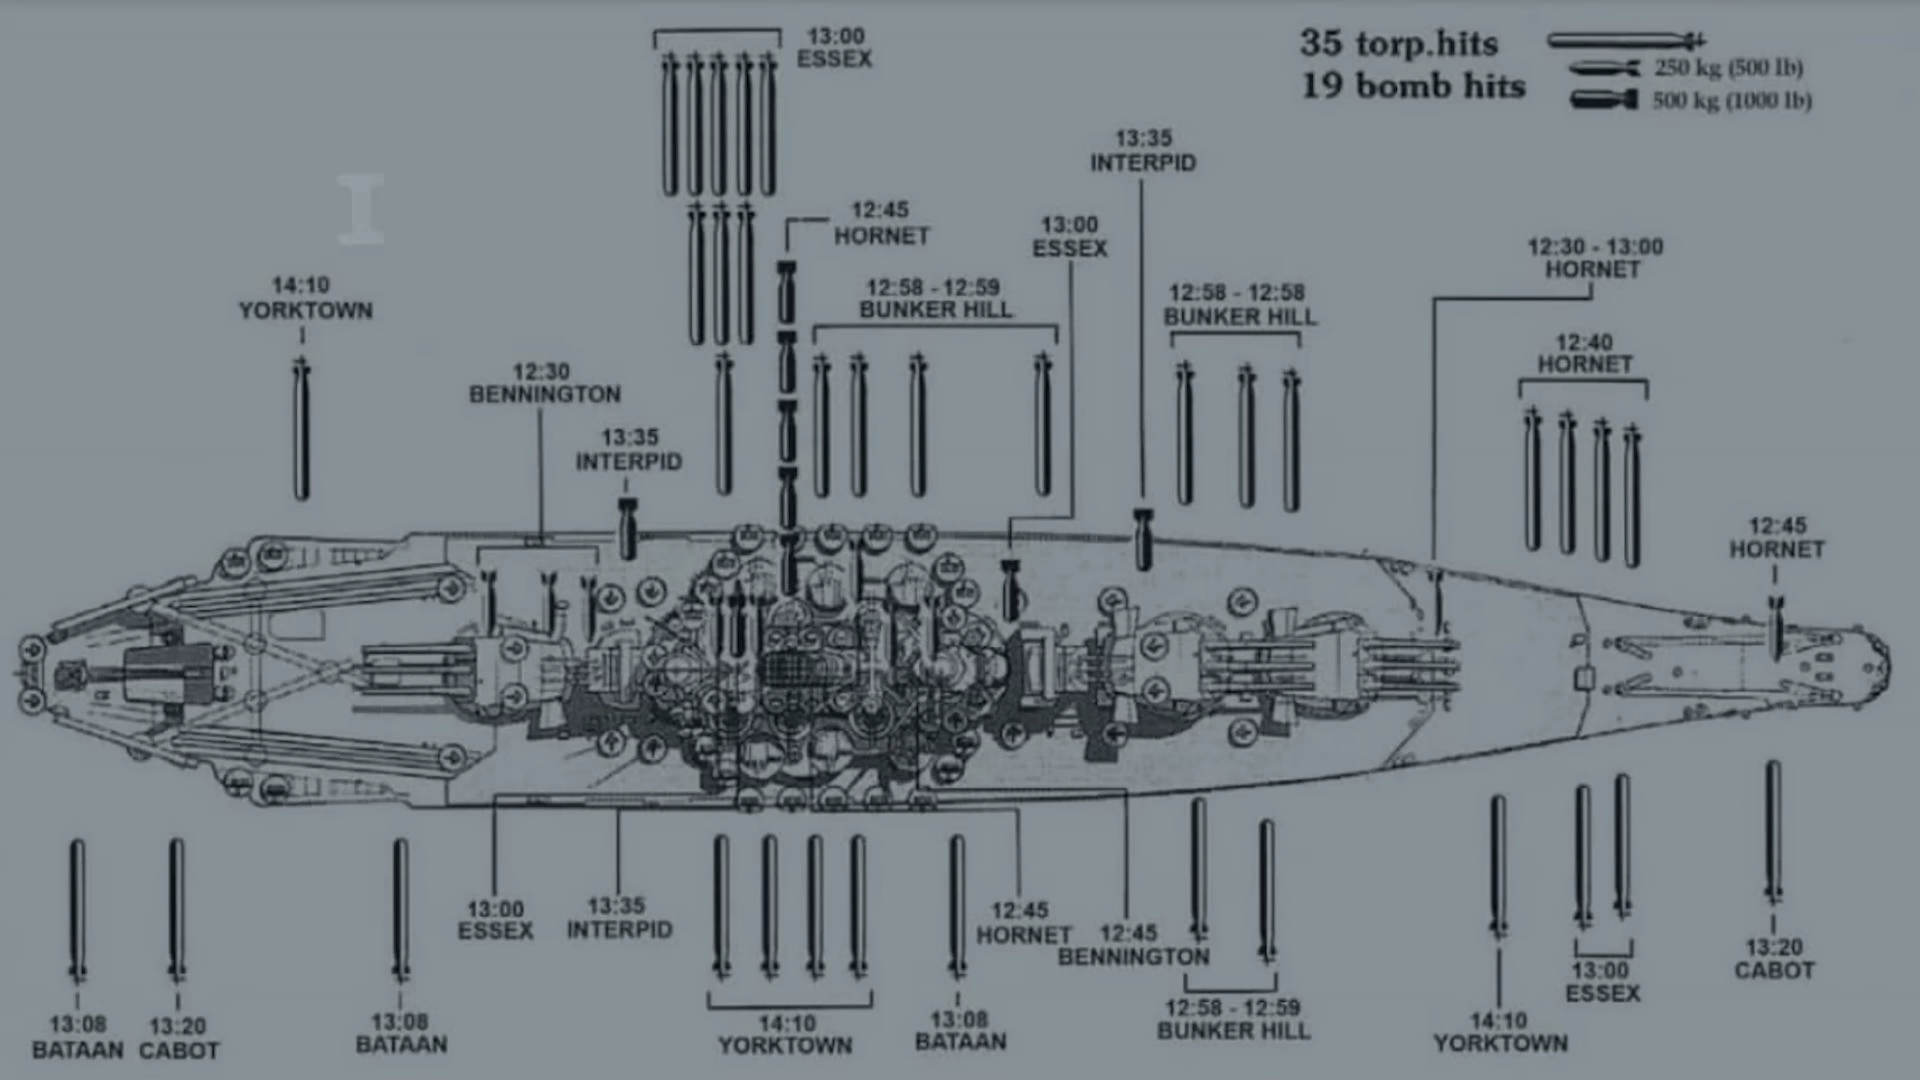 13:00
ESSEX
35 torp.hits
19 bomb hits
250 kg (500 lb)
500 kg (1000 lb)
I
13:35
INTERPID
12:45
HORNET
13:00
ESSEX
12:30 - 13:00
HORNET
14:10
YORKTOWN
12:58 - 12:59
BUNKER HILL
12:58 - 12:58
BUNKER HILL
12:40
HORNET
12:30
BENNINGTON
13:35
INTERPID
12:45
HORNET
13:00
ESSEX
13:35
INTERPID
12:45
HORNET
12:45
BENNINGTON
13:20
CABOT
13:00
ESSEX
13:08
BATAAN
13:20
CABOT
13:08
BATAAN
14:10
YORKTOWN
13:08
BATAAN
12:58 - 12:59
BUNKER HILL
14:10
YORKTOWN